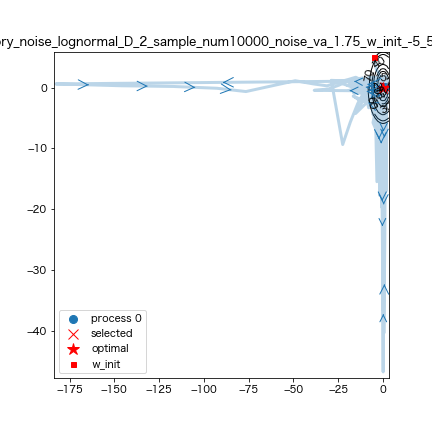 ory_noise_lognormal_D_2_sample_num10000_noise_va_1.75_w_init_-5_5
0
−10
−20
−30
−40
process 0
selected
optimal
w_init
−175 −150 −125 −100 −75 −50 −25 0